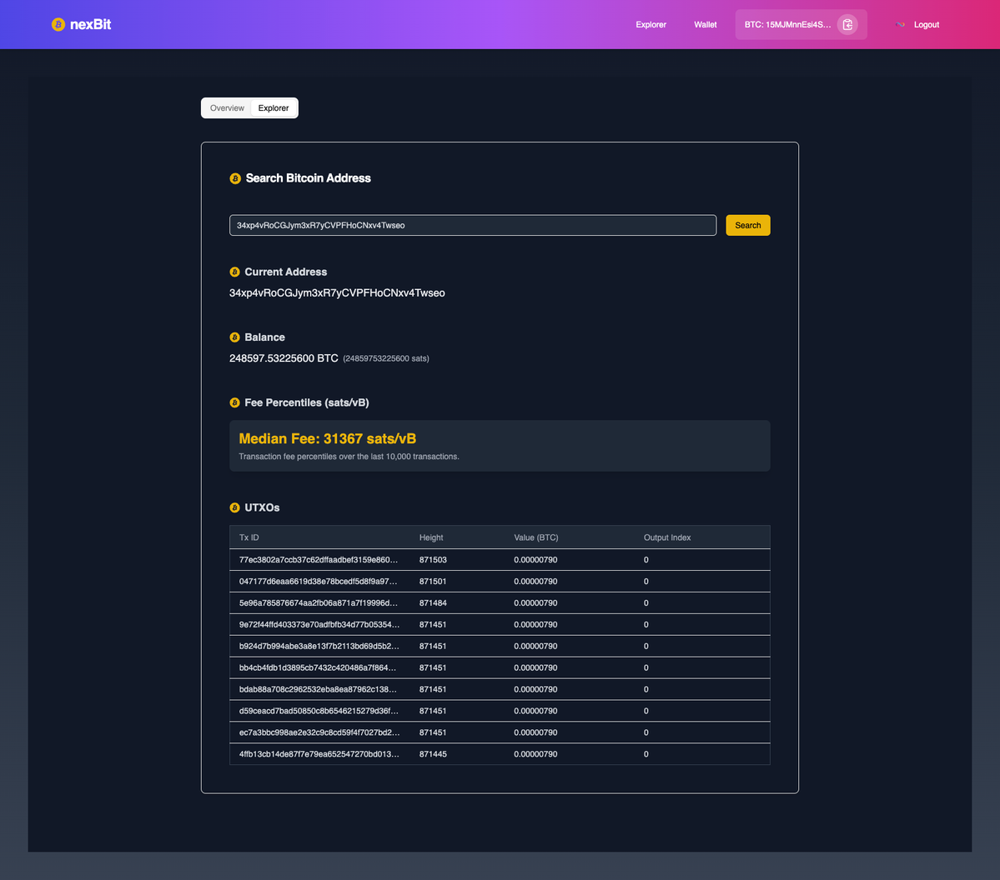 nexBit
Explorer
Wallet
BTC: 15MJMnnEsi4S...
Logout
Overview
Explorer
Search Bitcoin Address
34xp4vRoCGJym3xR7yCVPFHoCNxv4Twseo
Search
Current Address
34xp4vRoCGJym3xR7yCVPFHoCNxv4Twseo
Balance
248597.53225600 BTC (24859753225600 sats)
Fee Percentiles (sats/vB)
Median Fee: 31367 sats/vB
Transaction fee percentiles over the last 10,000 transactions.
UTXOs
Tx ID Height Value (BTC) Output Index
77ec3802a7ccb37c62dffaadbef3159e860... 871503 0.00000790 0
047177d6eaa6619d38e78bcedf5d8f9a97... 871501 0.00000790 0
5e96a785876674aa2fb06a871a7f19996d... 871484 0.00000790 0
9e72f44ffd403373e70adfbfb34d77b05354... 871451 0.00000790 0
b924d7b994abe3a8e13f7b2113bd69d5b2... 871451 0.00000790 0
bb4cb4fdb1d3895cb7432c420486a7f864... 871451 0.00000790 0
bdab88a708c2962532eba8ea87962c138... 871451 0.00000790 0
d59ceacd7bad50850c8b6546215279d36f... 871451 0.00000790 0
ec7a3bbc998ae2e32c9c8cd59f4f7027bd2... 871451 0.00000790 0
4ffb13cb14de87f7e79ea652547270bd013... 871445 0.00000790 0